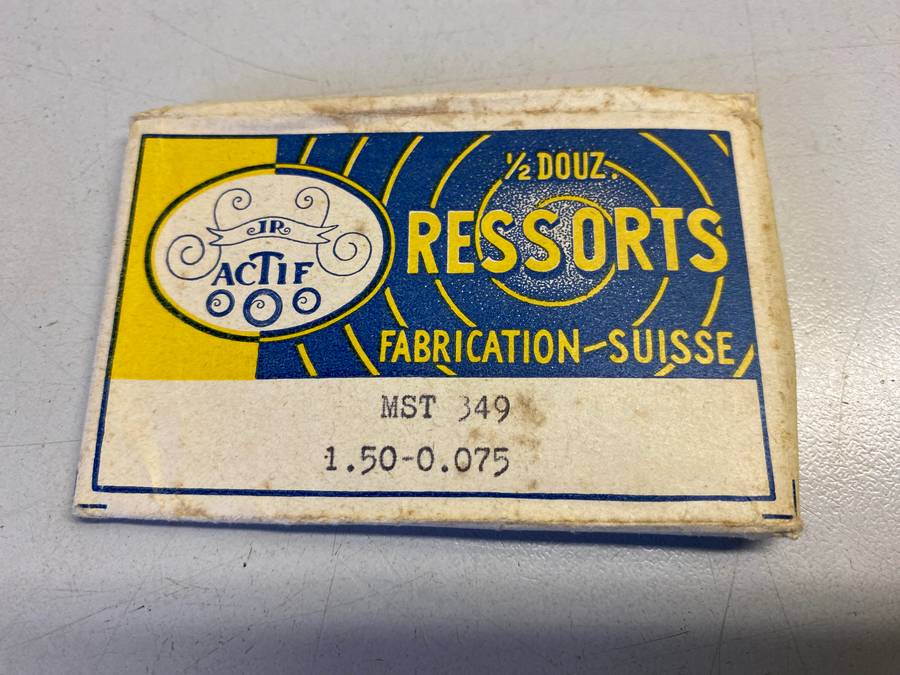 JR
ACTIF
½ DOUZ.
RESSORTS
FABRICATION-SUISSE
MST 349
1.50-0.075